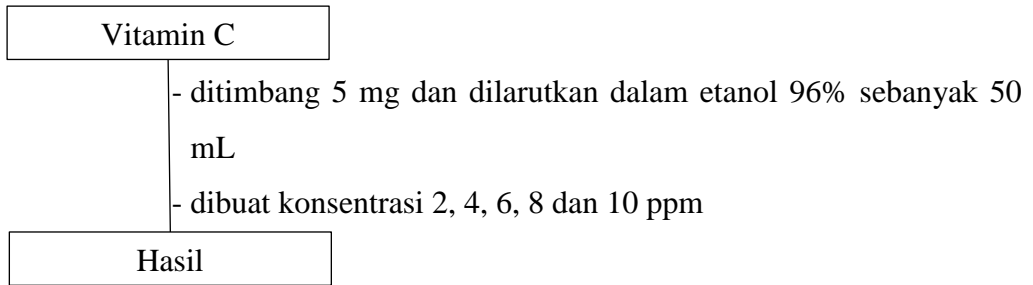 Vitamin C
- ditimbang 5 mg dan dilarutkan dalam etanol 96% sebanyak 50
mL
- dibuat konsentrasi 2, 4, 6, 8 dan 10 ppm
Hasil